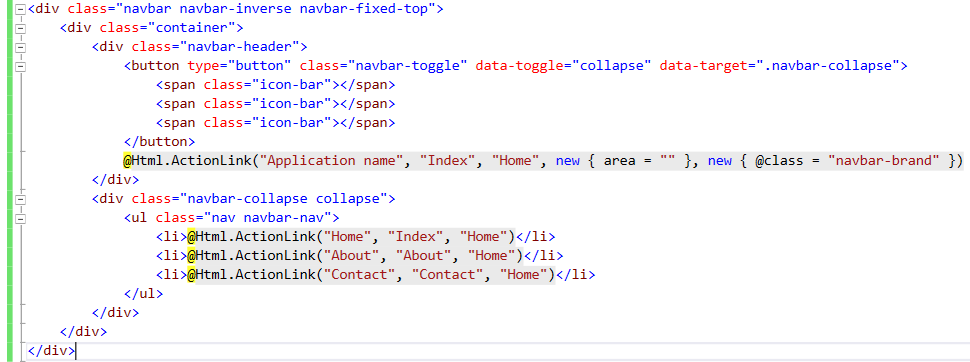 <div class="navbar navbar-inverse navbar-fixed-top">
<div class="container">
<div class="navbar-header">
<button type="button" class="navbar-toggle" data-toggle="collapse" data-target=".navbar-collapse">
<span class="icon-bar"></span>
<span class="icon-bar"></span>
<span class="icon-bar"></span>
</button>
@Html.ActionLink("Application name", "Index", "Home", new { area = "" }, new { @class = "navbar-brand" })
</div>
<div class="navbar-collapse collapse">
<ul class="nav navbar-nav">
<li>@Html.ActionLink("Home", "Index", "Home")</li>
<li>@Html.ActionLink("About", "About", "Home")</li>
<li>@Html.ActionLink("Contact", "Contact", "Home")</li>
</ul>
</div>
</div>
</div>